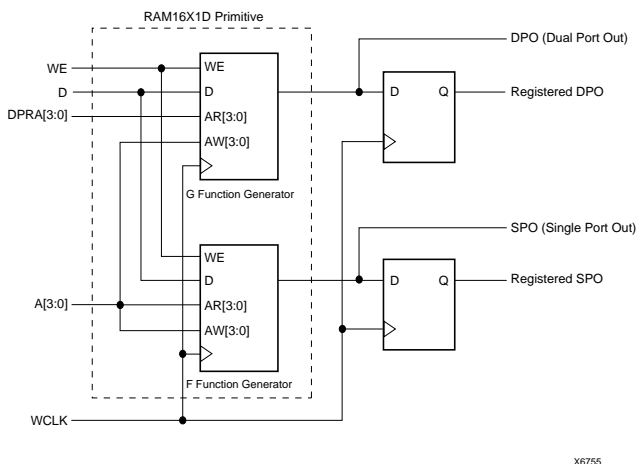 RAM16X1D Primitive
DPO (Dual Port Out)
WE
WE
D
D
D
Q
Registered DPO
DPRA[3:0]
AR[3:0]
AW[3:0]
G Function Generator
SPO (Single Port Out)
WE
D
D
Q
Registered SPO
A[3:0]
AR[3:0]
AW[3:0]
F Function Generator
WCLK
X6755